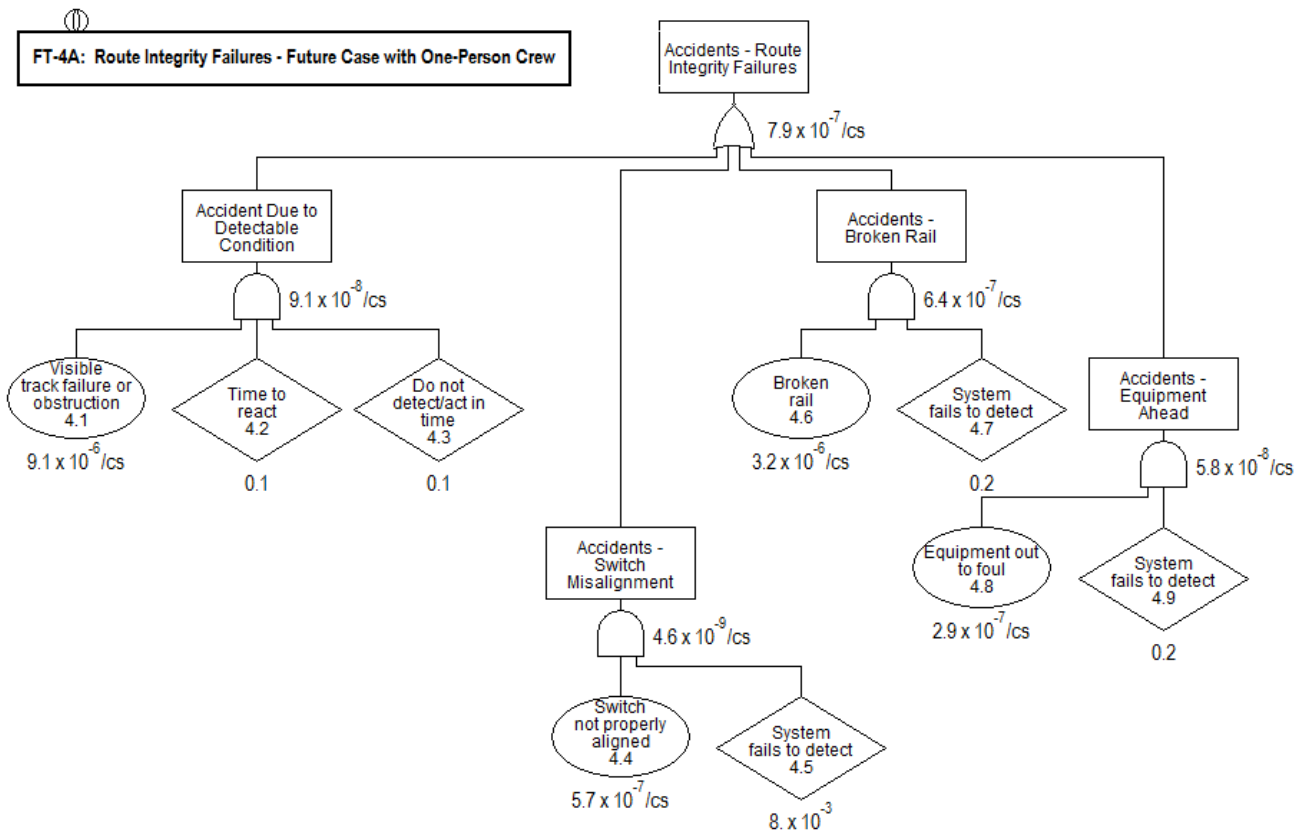 FT-4A: Route Integrity Failures - Future Case with One-Person Crew
Accidents - Route
Integrity Failures
7.9 x 10⁻⁷/cs
Accident Due to
Detectable
Condition
9.1 x 10⁻⁸/cs
Visible
track failure or
obstruction
4.1
9.1 x 10⁻⁶/cs
Time to
react
4.2
0.1
Do not
detect/act in
time
4.3
0.1
Accidents -
Switch
Misalignment
4.6 x 10⁻⁹/cs
Switch
not properly
aligned
4.4
5.7 x 10⁻⁷/cs
System
fails to detect
4.5
8. x 10⁻³
Accidents -
Broken Rail
6.4 x 10⁻⁷/cs
Broken
rail
4.6
3.2 x 10⁻⁶/cs
System
fails to detect
4.7
0.2
Accidents -
Equipment
Ahead
5.8 x 10⁻⁸/cs
Equipment out
to foul
4.8
2.9 x 10⁻⁷/cs
System
fails to detect
4.9
0.2